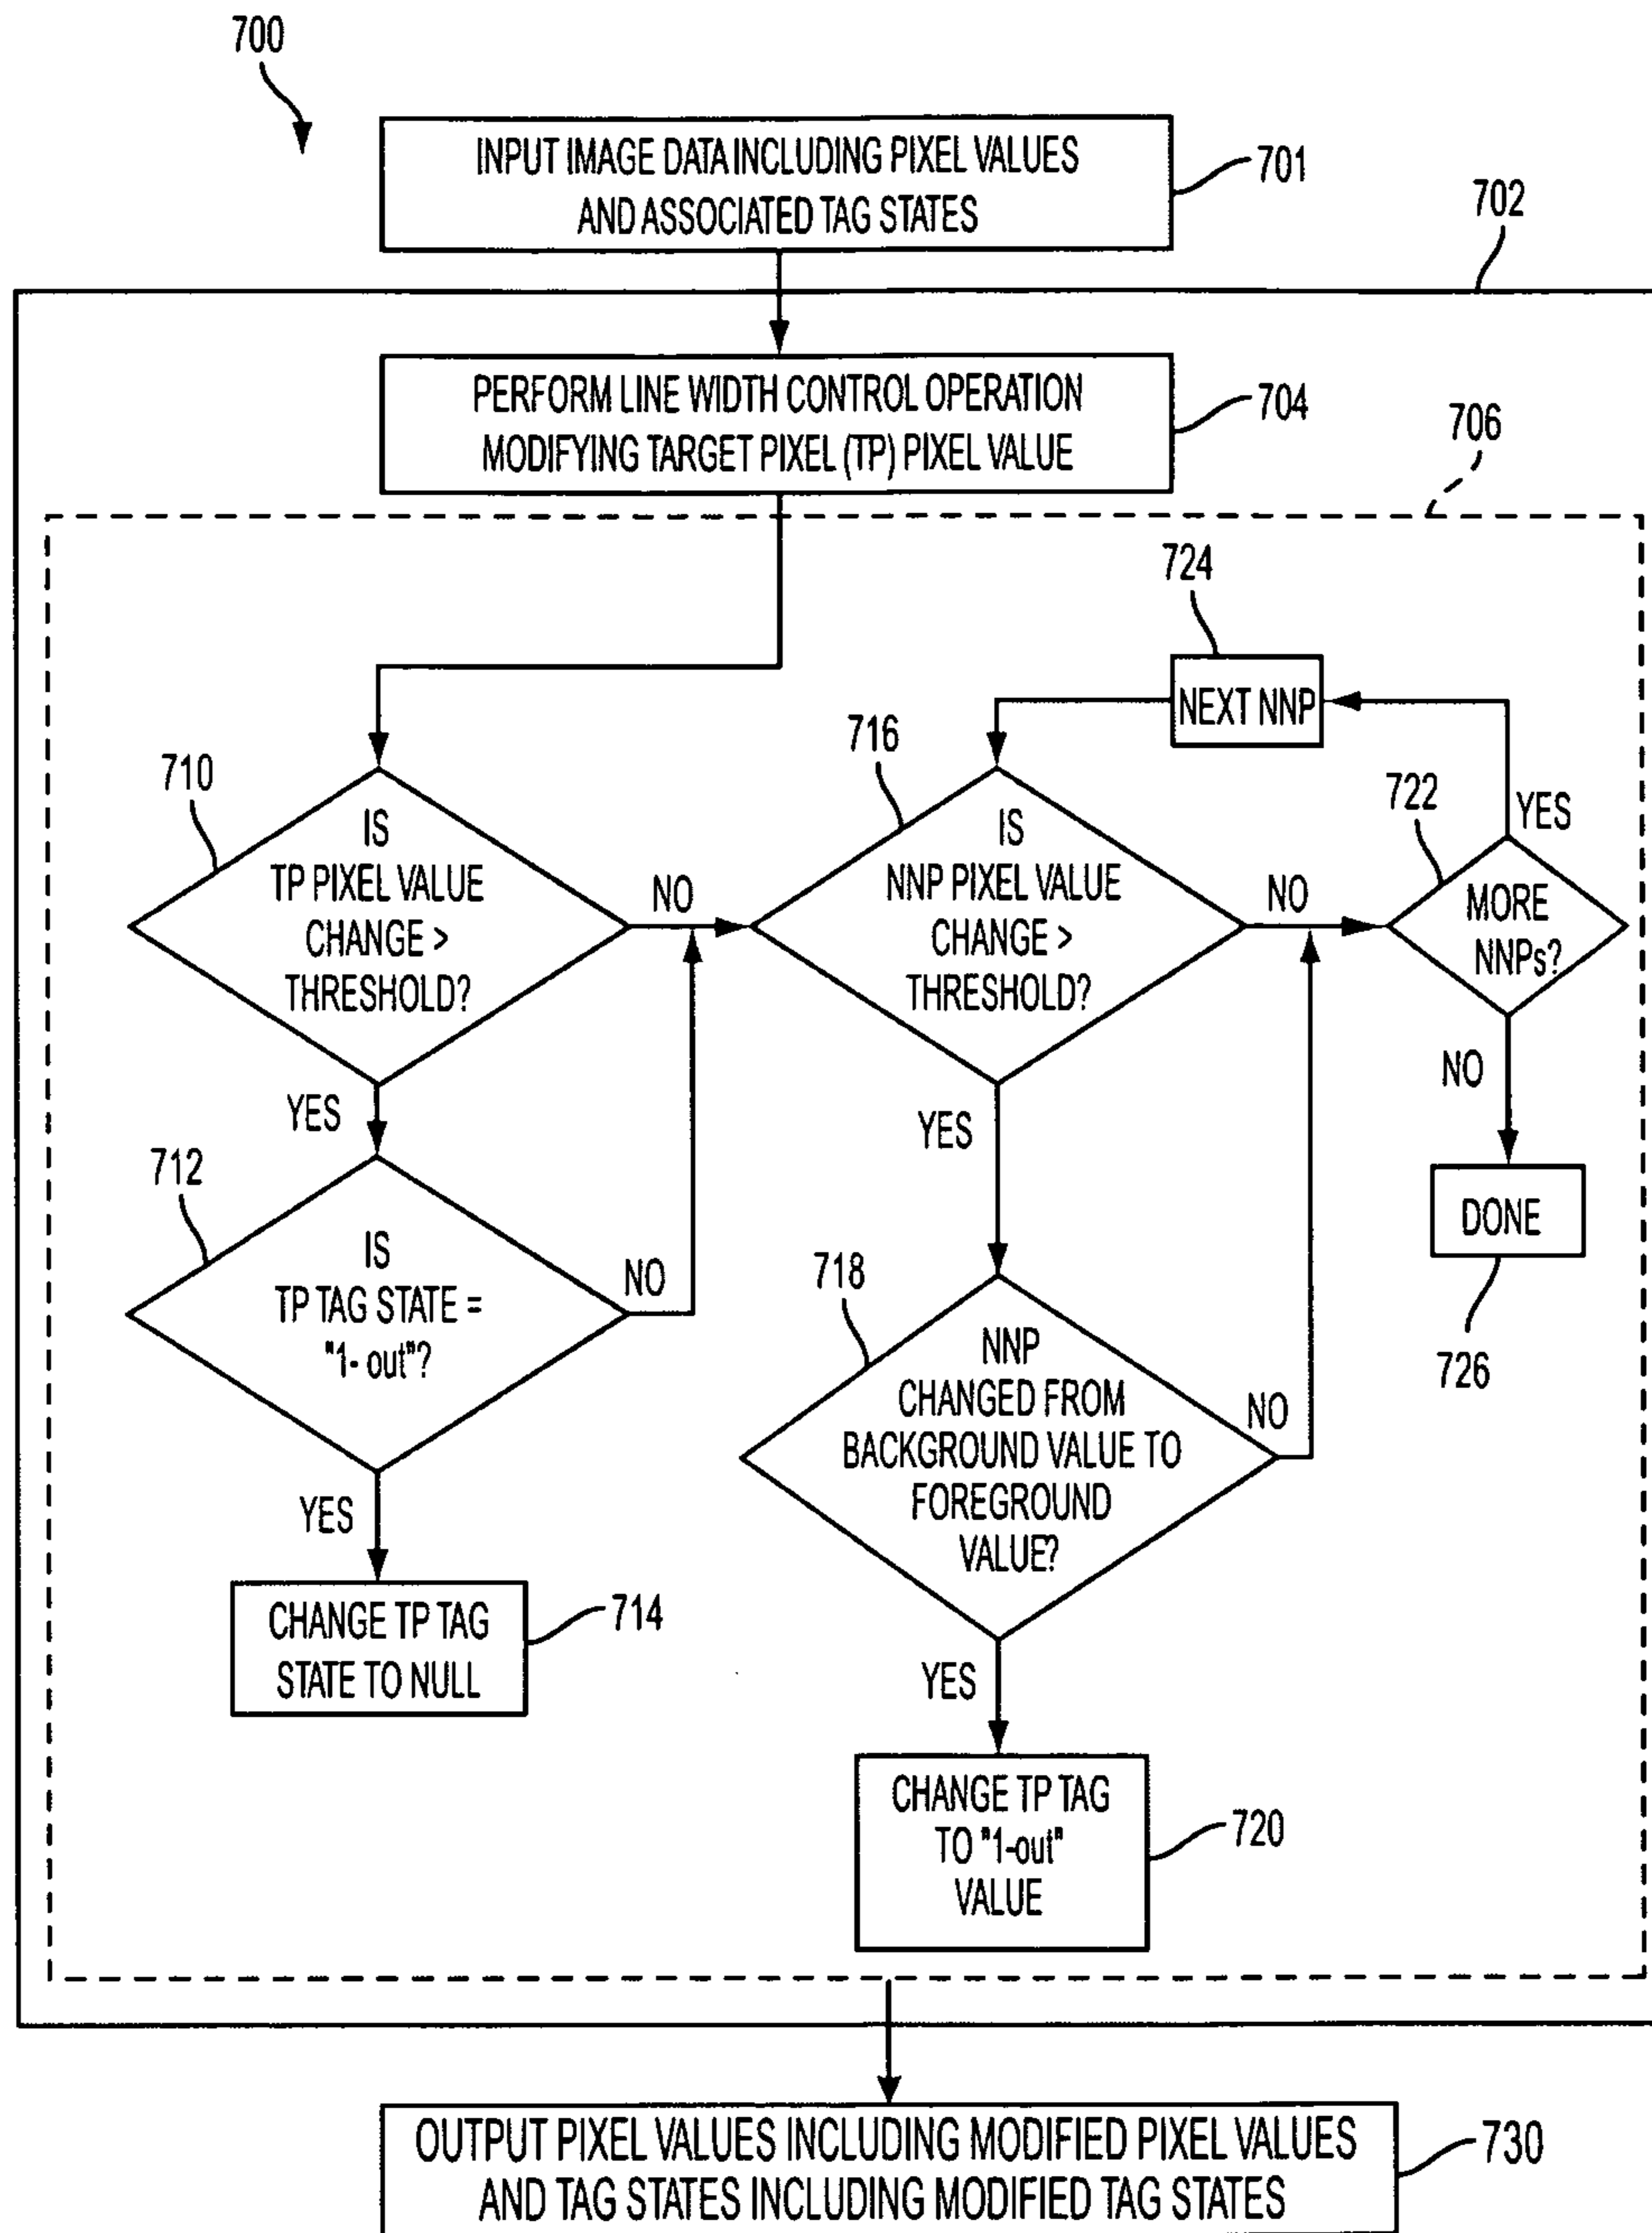 700
INPUT IMAGE DATA INCLUDING PIXEL VALUES
AND ASSOCIATED TAG STATES
701
702
PERFORM LINE WIDTH CONTROL OPERATION
MODIFYING TARGET PIXEL (TP) PIXEL VALUE
704
706
724
NEXT NNP
710
IS
TP PIXEL VALUE
CHANGE >
THRESHOLD?
NO
YES
716
IS
NNP PIXEL VALUE
CHANGE >
THRESHOLD?
NO
YES
722
YES
MORE
NNPs?
NO
DONE
726
712
IS
TP TAG STATE =
"1- out"?
NO
YES
CHANGE TP TAG
STATE TO NULL
714
718
NNP
CHANGED FROM
BACKGROUND VALUE TO
FOREGROUND
VALUE?
NO
YES
CHANGE TP TAG
TO "1-out"
VALUE
720
OUTPUT PIXEL VALUES INCLUDING MODIFIED PIXEL VALUES
AND TAG STATES INCLUDING MODIFIED TAG STATES
730